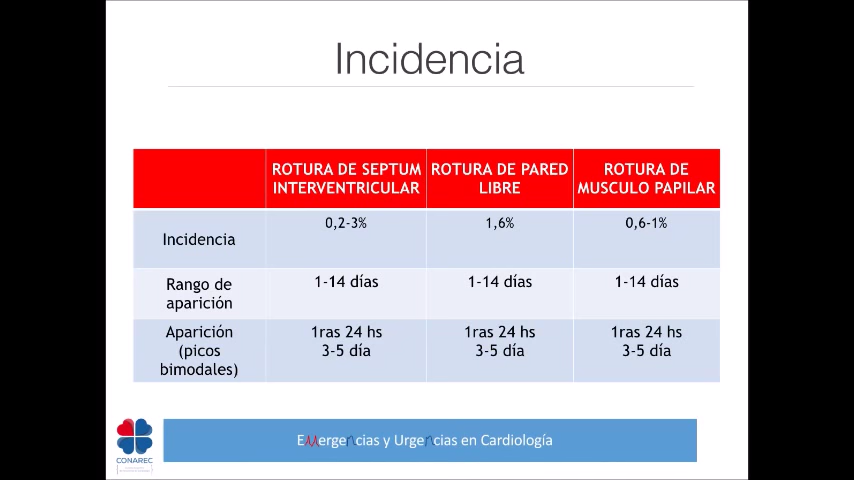 Incidencia
ROTURA DE SEPTUM INTERVENTRICULAR
ROTURA DE PARED LIBRE
ROTURA DE MUSCULO PAPILAR
Incidencia
0,2-3%
1,6%
0,6-1%
Rango de aparición
1-14 días
1-14 días
1-14 días
Aparición (picos bimodales)
1ras 24 hs
3-5 día
1ras 24 hs
3-5 día
1ras 24 hs
3-5 día
Emergencias y Urgencias en Cardiología
CONAREC